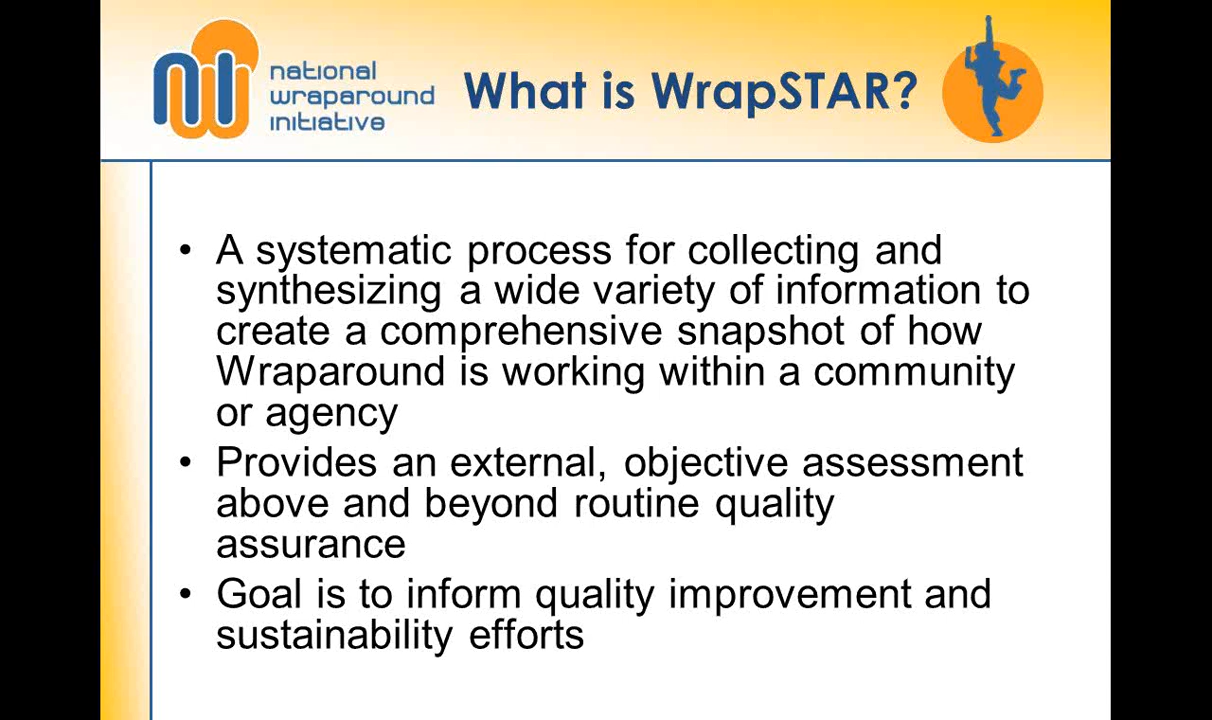 national
wraparound
initiative
What is WrapSTAR?
• A systematic process for collecting and
synthesizing a wide variety of information to
create a comprehensive snapshot of how
Wraparound is working within a community
or agency
• Provides an external, objective assessment
above and beyond routine quality
assurance
• Goal is to inform quality improvement and
sustainability efforts